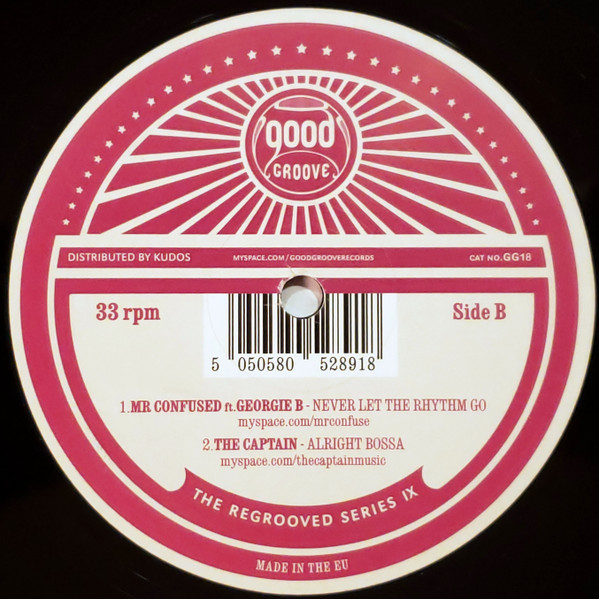 good
GROOVE
DISTRIBUTED BY KUDOS MYSPACE.COM/GOODGROOVERECORDS CAT NO.GG18
33 rpm Side B
5 050580 528918
1.MR CONFUSED ft.GEORGIE B - NEVER LET THE RHYTHM GO
myspace.com/mrconfuse
2.THE CAPTAIN - ALRIGHT BOSSA
myspace.com/thecaptainmusic
THE REGROOVED SERIES IX
MADE IN THE EU